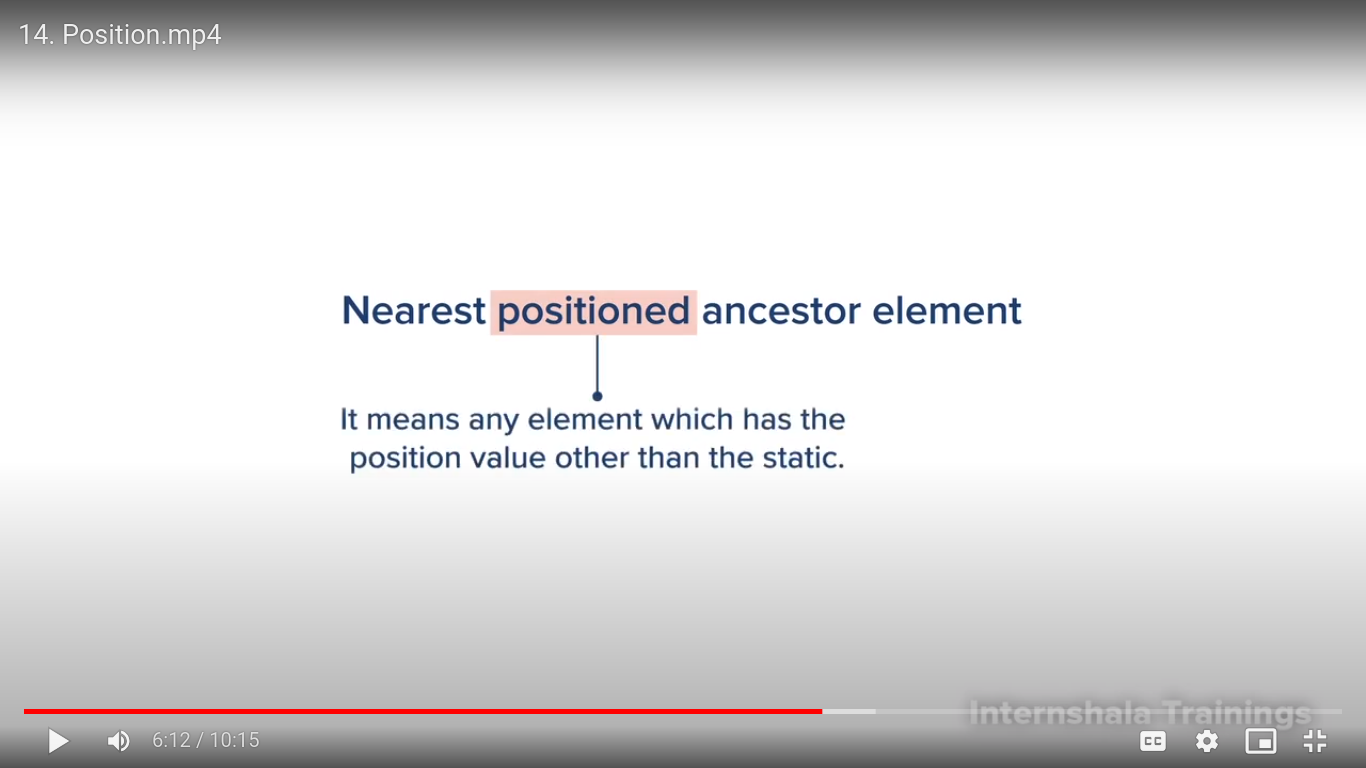 14. Position.mp4
Nearest positioned ancestor element
It means any element which has the
position value other than the static.
Internshala Trainings
6:12 / 10:15
CC